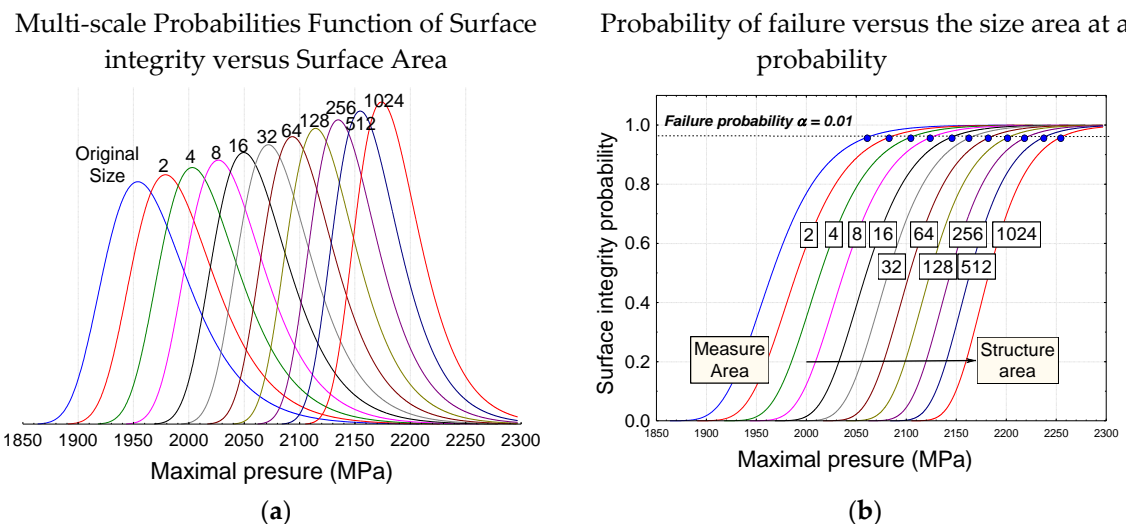 Multi-scale Probabilities Function of Surface
integrity versus Surface Area
Original
Size
2
4
8
16
32
64
128
256
512
1024
1850 1900 1950 2000 2050 2100 2150 2200 2250 2300
Maximal presure (MPa)
(a)
Probability of failure versus the size area at a
probability
Failure probability α = 0.01
1.0
0.8
0.6
0.4
0.2
0.0
Surface integrity probability
2 4 8 16 64 256 1024
32 128 512
Measure
Area
Structure
area
1850 1900 1950 2000 2050 2100 2150 2200 2250 2300
Maximal presure (MPa)
(b)